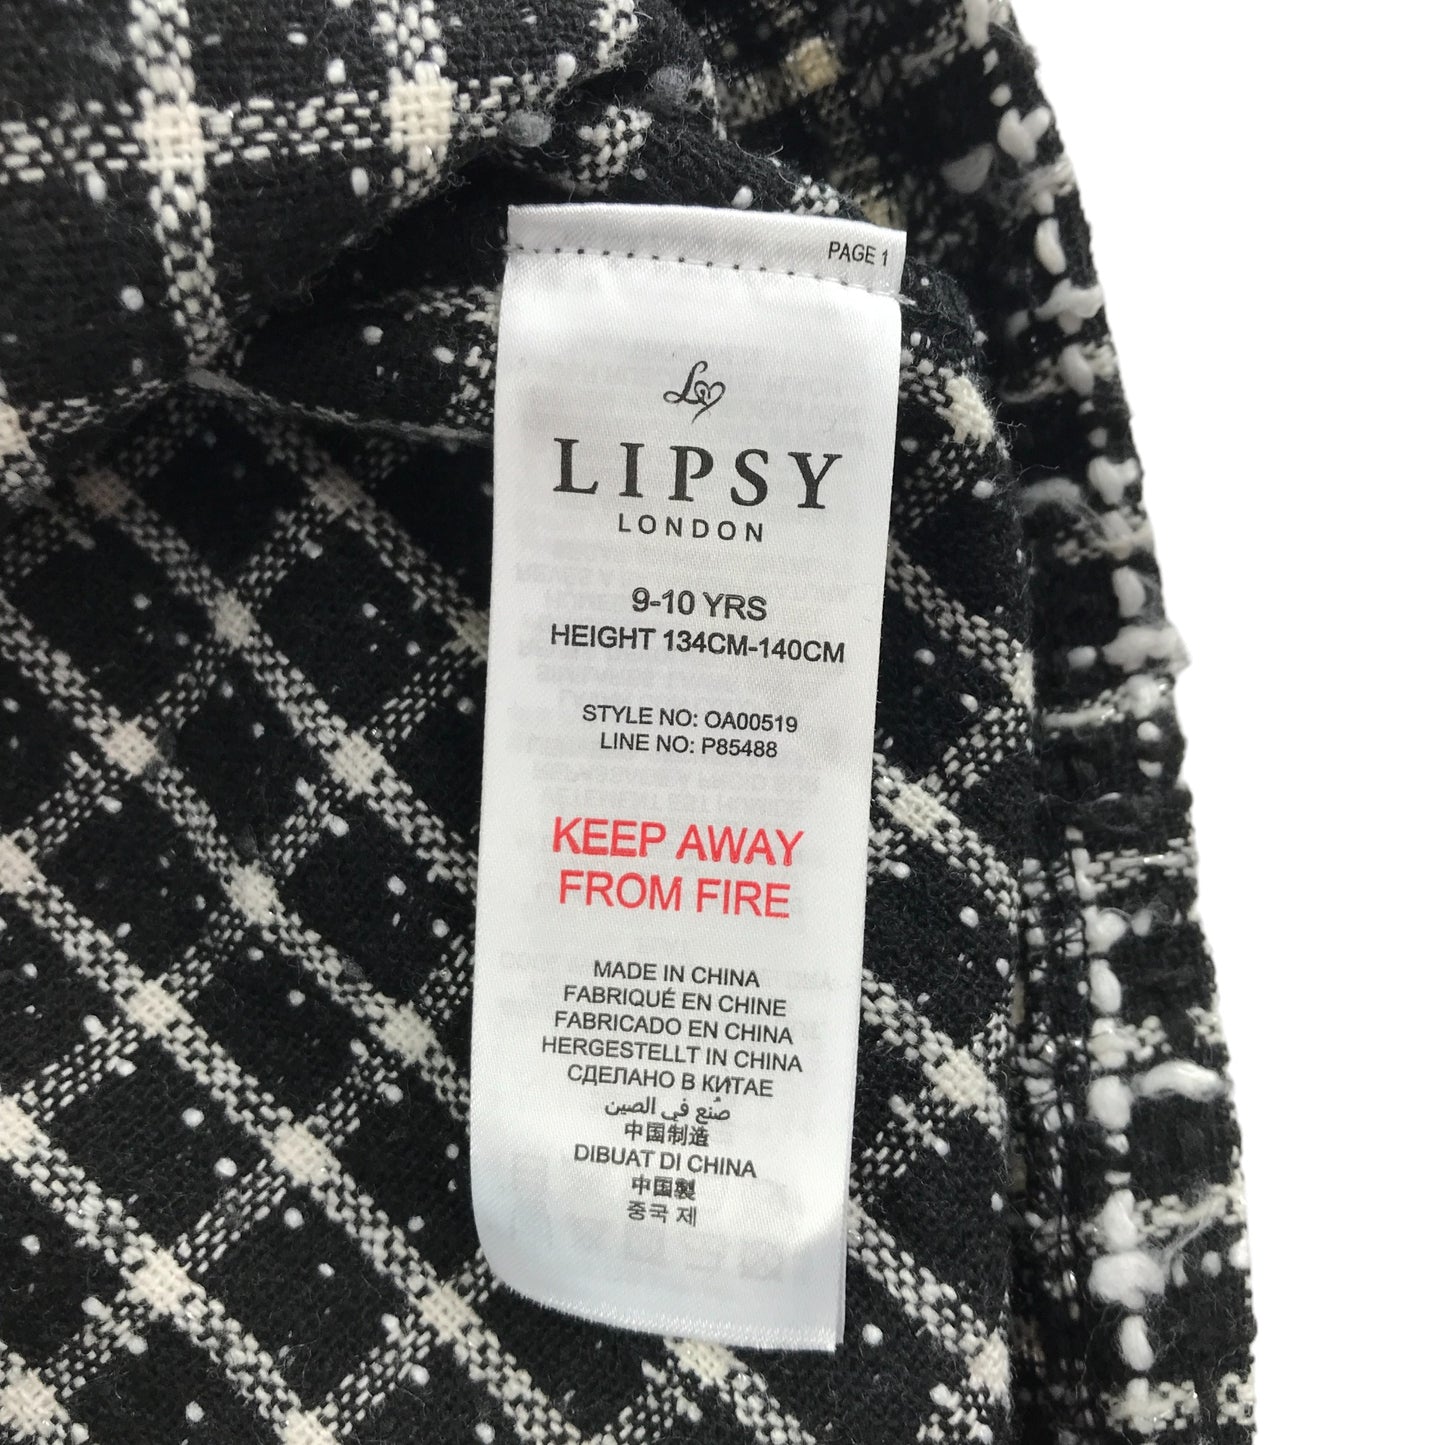 PAGE 1
LIPSY
LONDON
9-10 YRS
HEIGHT 134CM-140CM
STYLE NO: OA00519
LINE NO: P85488
KEEP AWAY
FROM FIRE
MADE IN CHINA
FABRIQUÉ EN CHINE
FABRICADO EN CHINA
HERGESTELLT IN CHINA
СДЕЛАНО В КИТАЕ
صُنع في الصين
中国制造
DIBUAT DI CHINA
中国製
중국 제